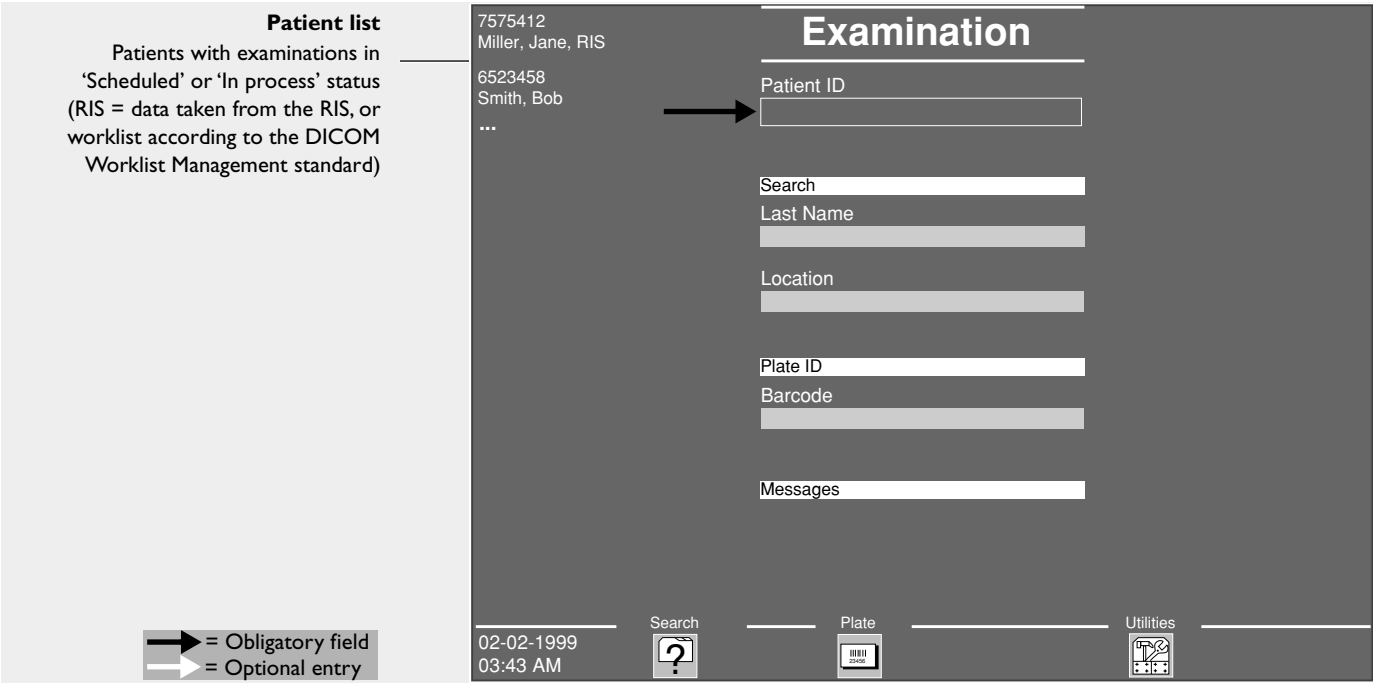 Patient list
Patients with examinations in
‘Scheduled’ or ‘In process’ status
(RIS = data taken from the RIS, or
worklist according to the DICOM
Worklist Management standard)
= Obligatory field
= Optional entry
7575412
Miller, Jane, RIS
6523458
Smith, Bob
...
Examination
Patient ID
Search
Last Name
Location
Plate ID
Barcode
Messages
02-02-1999
03:43 AM
Search
?
Plate
23456
Utilities